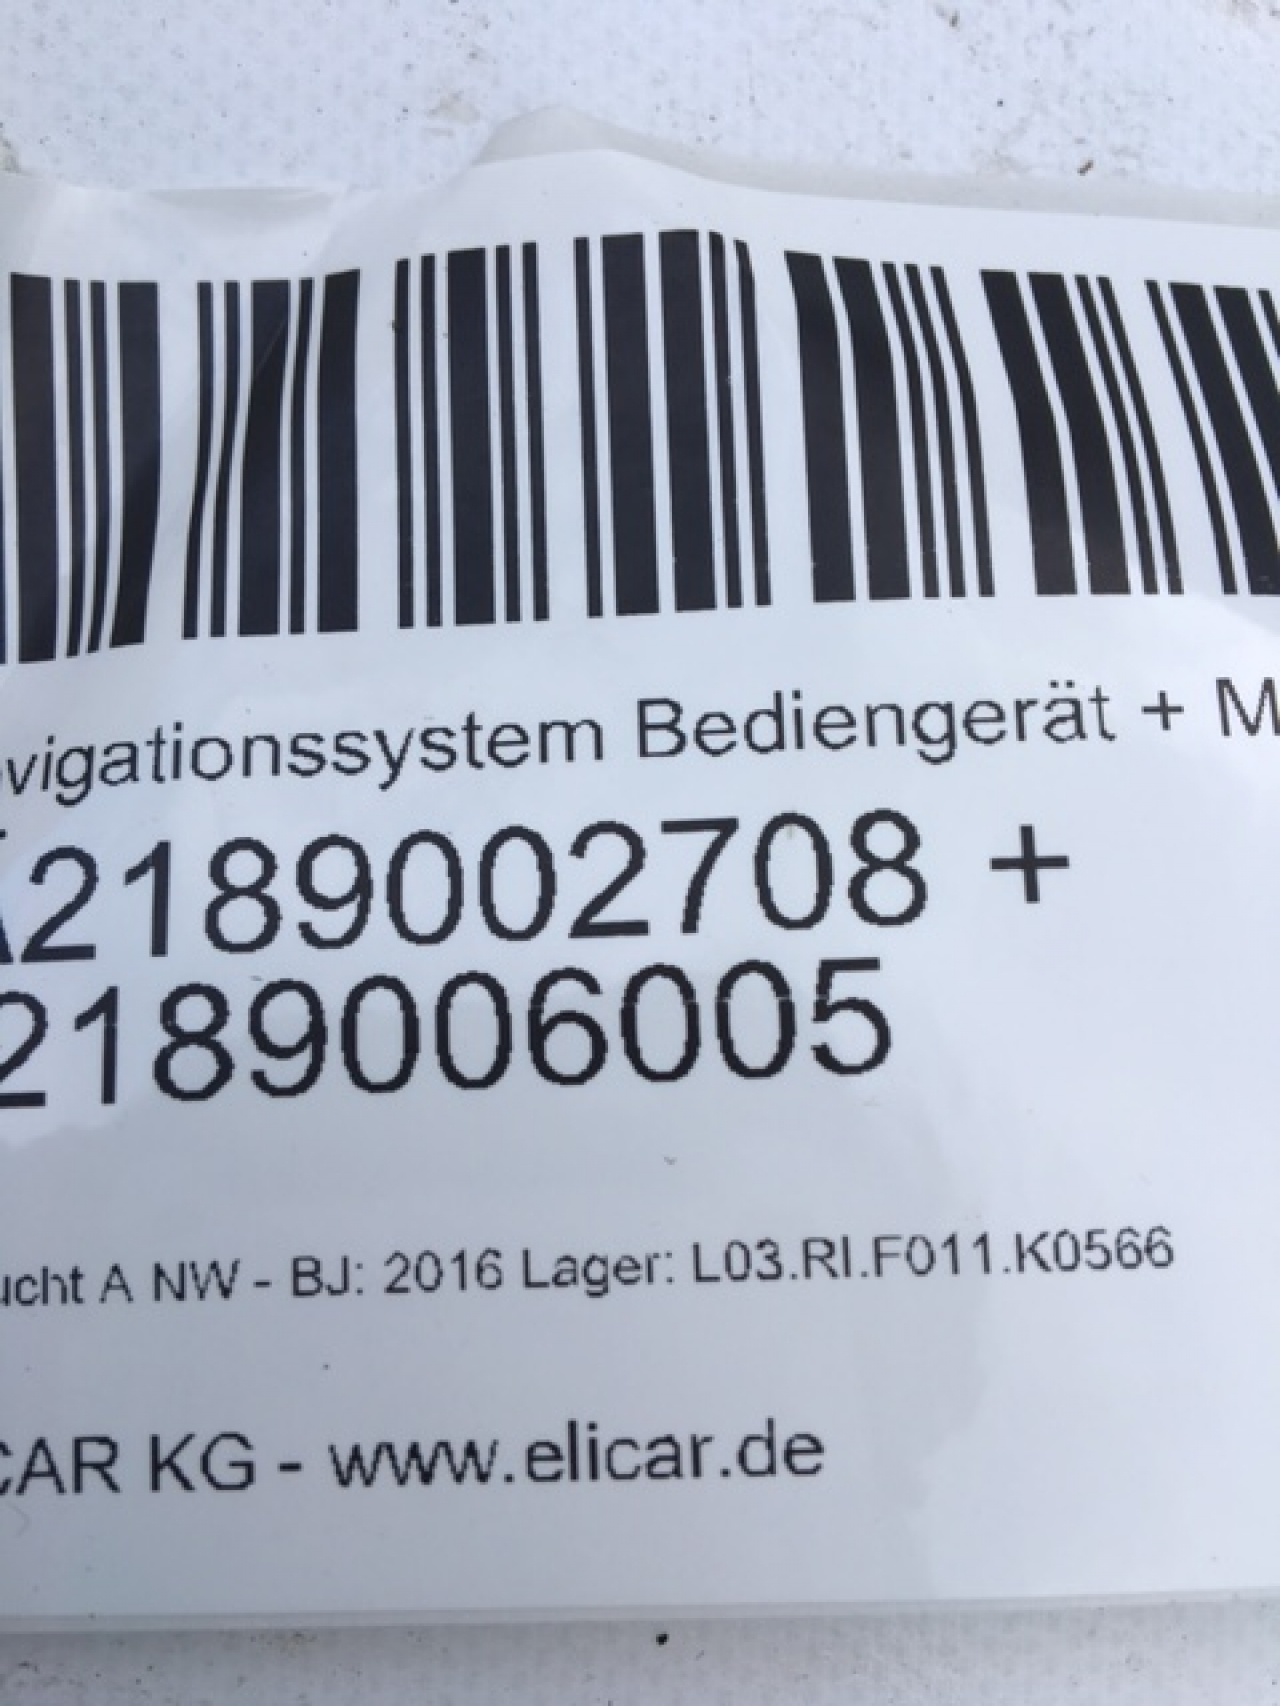 vigationssystem Bediengerät + M
A2189002708 +
2189006005
ucht A NW - BJ: 2016 Lager: L03.RI.F011.K0566
CAR KG - www.elicar.de